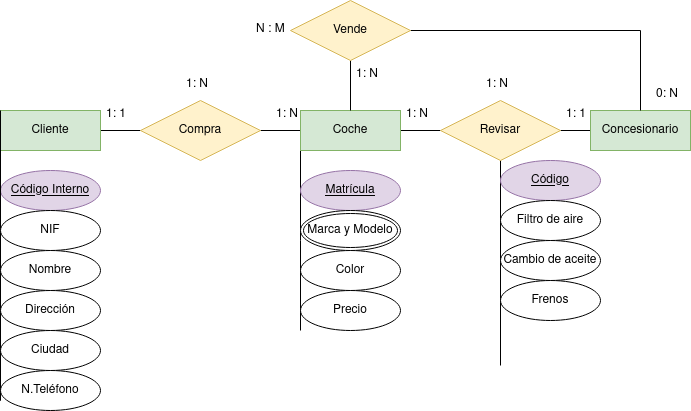 N : M
Vende
1: N
1: N
1: N
0: N
1: 1
1: N
1: N
1: 1
Cliente
Compra
Coche
Revisar
Concesionario
Código Interno
NIF
Nombre
Dirección
Ciudad
N.Teléfono
Matrícula
Marca y Modelo
Color
Precio
Código
Filtro de aire
Cambio de aceite
Frenos